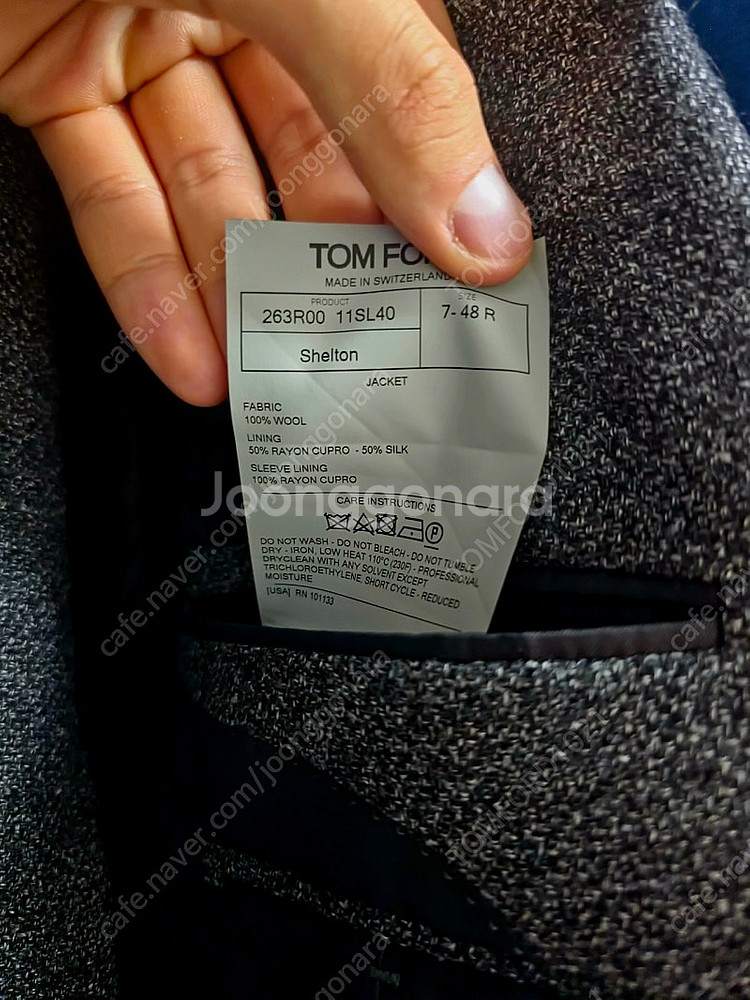 TOM FO
MADE IN SWITZERLAND
PRODUCT
263R00 11SL40
SIZE
7- 48 R
Shelton
JACKET
FABRIC
100% WOOL
LINING
50% RAYON CUPRO - 50% SILK
SLEEVE LINING
100% RAYON CUPRO
CARE INSTRUCTIONS
P
DO NOT WASH - DO NOT BLEACH - DO NOT TUMBLE
DRY - IRON, LOW HEAT 110°C (230F) - PROFESSIONAL
DRYCLEAN WITH ANY SOLVENT EXCEPT
TRICHLOROETHYLENE SHORT CYCLE - REDUCED
MOISTURE
[USA] RN 101133
Joonggonara
cafe.naver.com/joonggonara
TOMFORD1021